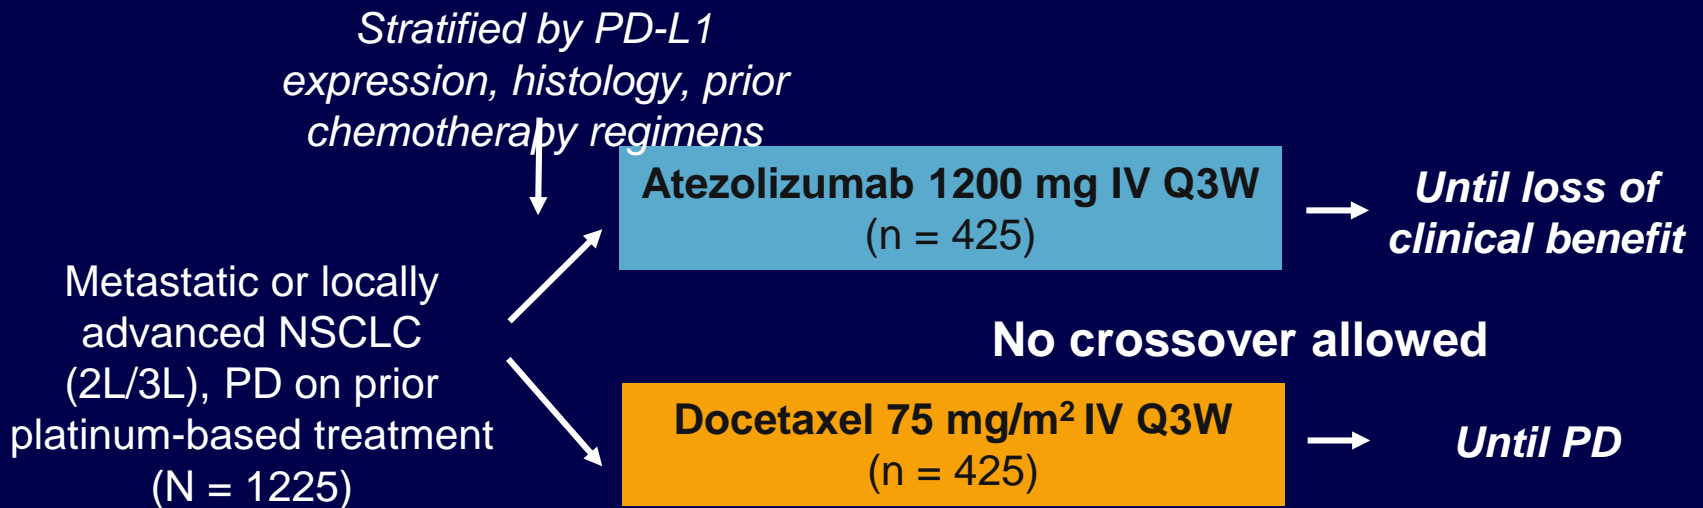 Stratified by PD-L1
expression, histology, prior
chemotherapy regimens
Atezolizumab 1200 mg IV Q3W
(n = 425)
Until loss of
clinical benefit
Metastatic or locally
advanced NSCLC
(2L/3L), PD on prior
platinum-based treatment
(N = 1225)
No crossover allowed
Docetaxel 75 mg/m² IV Q3W
(n = 425)
Until PD